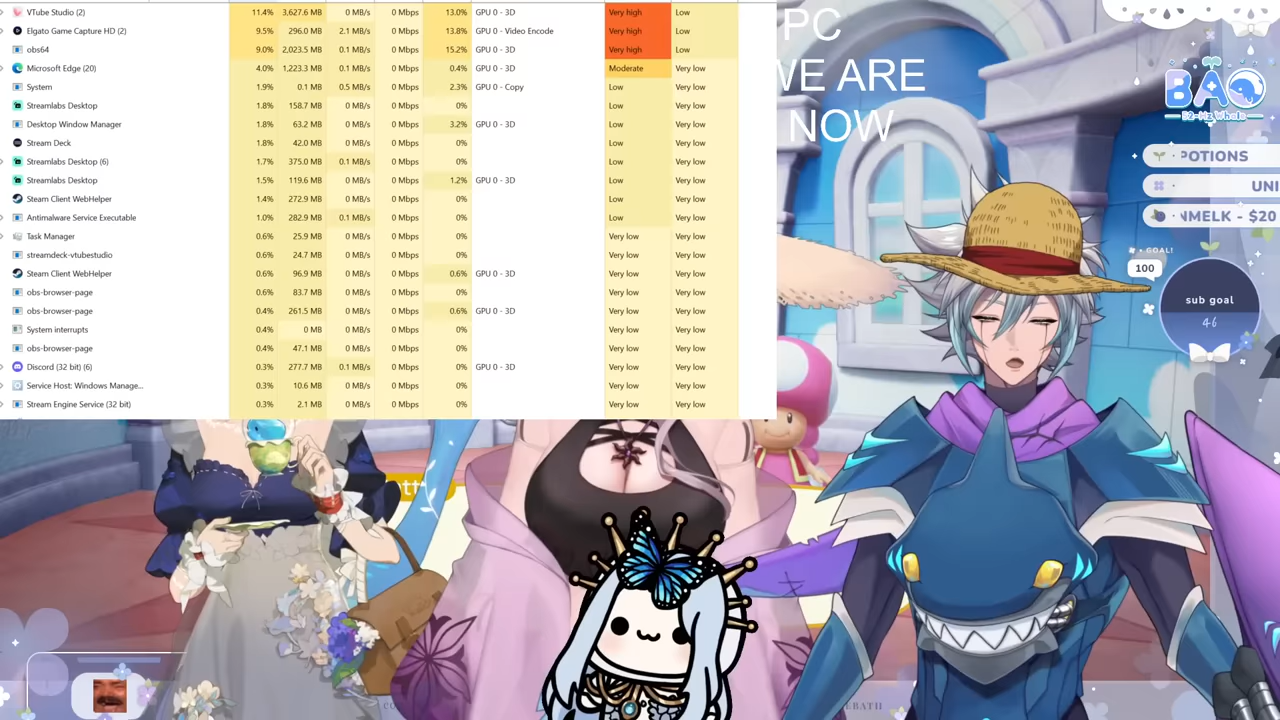 VTube Studio (2) 11.4% 3,627.6 MB 0 MB/s 0 Mbps 13.0% GPU 0 - 3D Very high Low
Elgato Game Capture HD (2) 9.5% 296.0 MB 2.1 MB/s 0 Mbps 13.8% GPU 0 - Video Encode Very high Low
obs64 9.0% 2,023.5 MB 0.1 MB/s 0 Mbps 15.2% GPU 0 - 3D Very high Low
Microsoft Edge (20) 4.0% 1,223.3 MB 0.1 MB/s 0 Mbps 0.4% GPU 0 - 3D Moderate Very low
System 1.9% 0.1 MB 0.5 MB/s 0 Mbps 2.3% GPU 0 - Copy Low Very low
Streamlabs Desktop 1.8% 158.7 MB 0 MB/s 0 Mbps 0% Low Very low
Desktop Window Manager 1.8% 63.2 MB 0 MB/s 0 Mbps 3.2% GPU 0 - 3D Low Very low
Stream Deck 1.8% 42.0 MB 0 MB/s 0 Mbps 0% Low Very low
Streamlabs Desktop (6) 1.7% 375.0 MB 0.1 MB/s 0 Mbps 0% Low Very low
Streamlabs Desktop 1.5% 119.6 MB 0 MB/s 0 Mbps 1.2% GPU 0 - 3D Low Very low
Steam Client WebHelper 1.4% 272.9 MB 0 MB/s 0 Mbps 0% Low Very low
Antimalware Service Executable 1.0% 282.9 MB 0.1 MB/s 0 Mbps 0% Low Very low
Task Manager 0.6% 25.9 MB 0 MB/s 0 Mbps 0% Very low Very low
streamdeck-vtubestudio 0.6% 24.7 MB 0 MB/s 0 Mbps 0% Very low Very low
Steam Client WebHelper 0.6% 96.9 MB 0 MB/s 0 Mbps 0.6% GPU 0 - 3D Very low Very low
obs-browser-page 0.6% 83.7 MB 0 MB/s 0 Mbps 0% Very low Very low
obs-browser-page 0.4% 261.5 MB 0 MB/s 0 Mbps 0.6% GPU 0 - 3D Very low Very low
System interrupts 0.4% 0 MB 0 MB/s 0 Mbps 0% Very low Very low
obs-browser-page 0.4% 47.1 MB 0 MB/s 0 Mbps 0% Very low Very low
Discord (32 bit) (6) 0.3% 277.7 MB 0.1 MB/s 0 Mbps 0% GPU 0 - 3D Very low Very low
Service Host: Windows Manage... 0.3% 10.6 MB 0 MB/s 0 Mbps 0% Very low Very low
Stream Engine Service (32 bit) 0.3% 2.1 MB 0 MB/s 0 Mbps 0% Very low Very low
PC
WE ARE
NOW
BAO
52-Hz Whale
POTIONS
UNI
NMELK - $20
GOAL!
100
sub goal
46